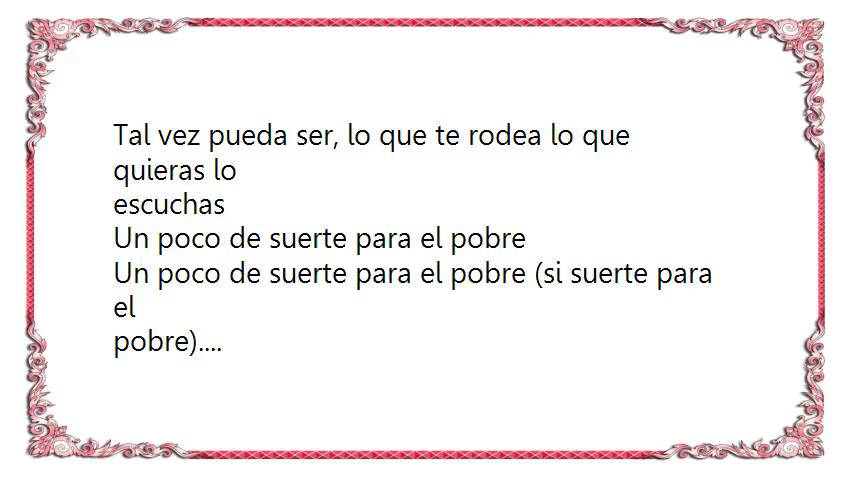 Tal vez pueda ser, lo que te rodea lo que
quieras lo
escuchas
Un poco de suerte para el pobre
Un poco de suerte para el pobre (si suerte para
el
pobre)....